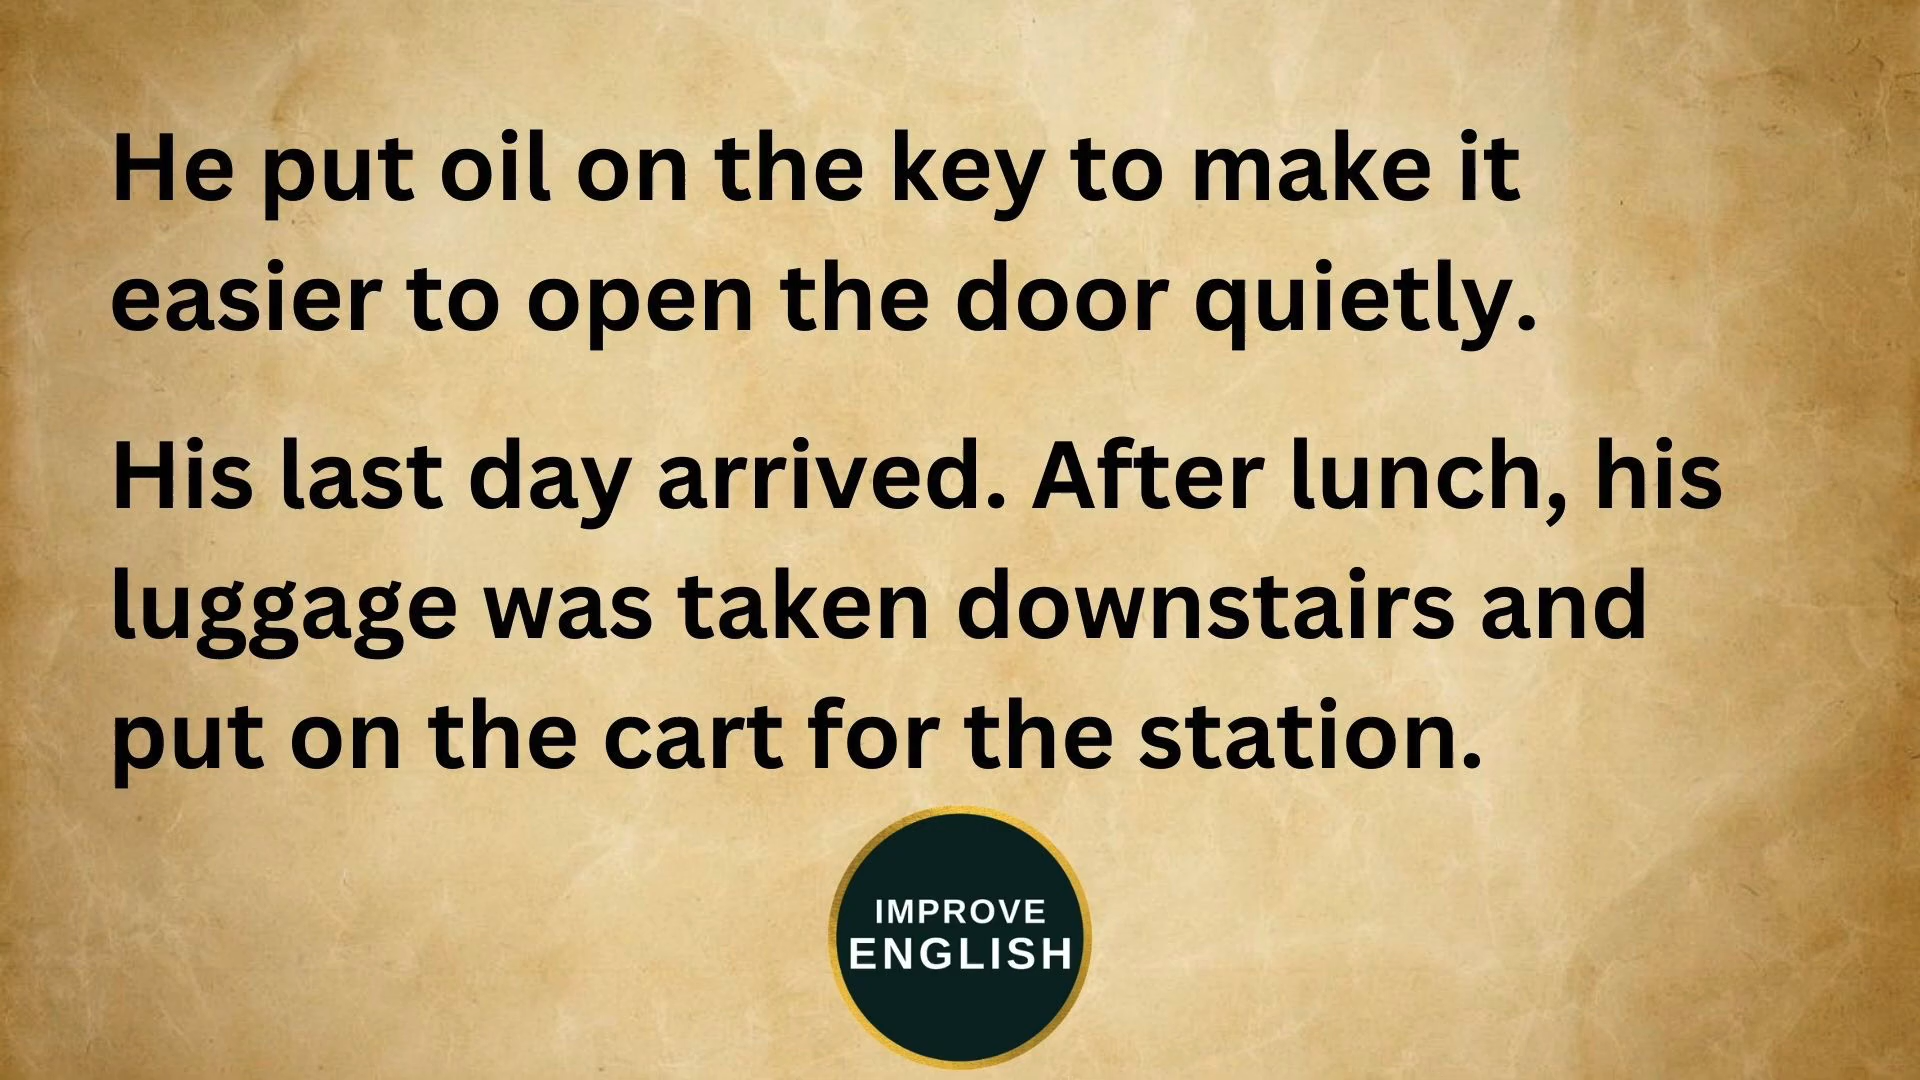 He put oil on the key to make it
easier to open the door quietly.
His last day arrived. After lunch, his
luggage was taken downstairs and
put on the cart for the station.
IMPROVE
ENGLISH